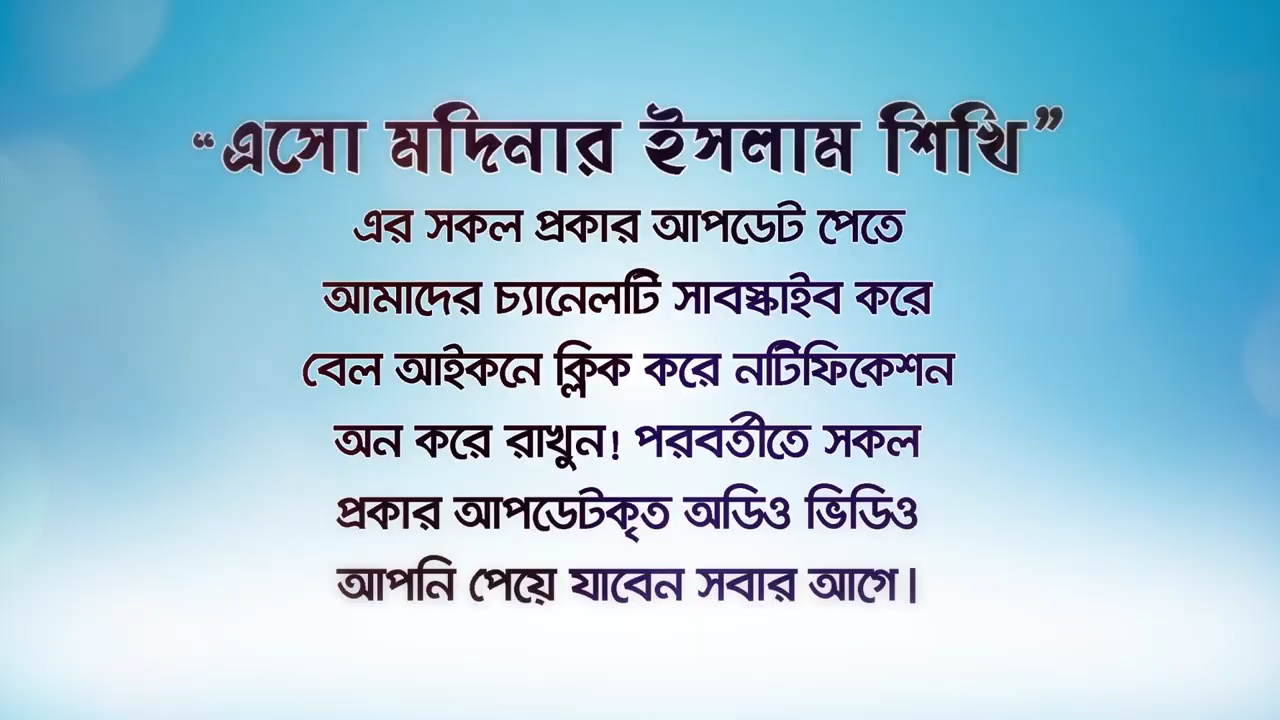 “এসো মদিনার ইসলাম শিখি”
এর সকল প্রকার আপডেট পেতে
আমাদের চ্যানেলটি সাবস্ক্রাইব করে
বেল আইকনে ক্লিক করে নটিফিকেশন
অন করে রাখুন! পরবর্তীতে সকল
প্রকার আপডেটকৃত অডিও ভিডিও
আপনি পেয়ে যাবেন সবার আগে।